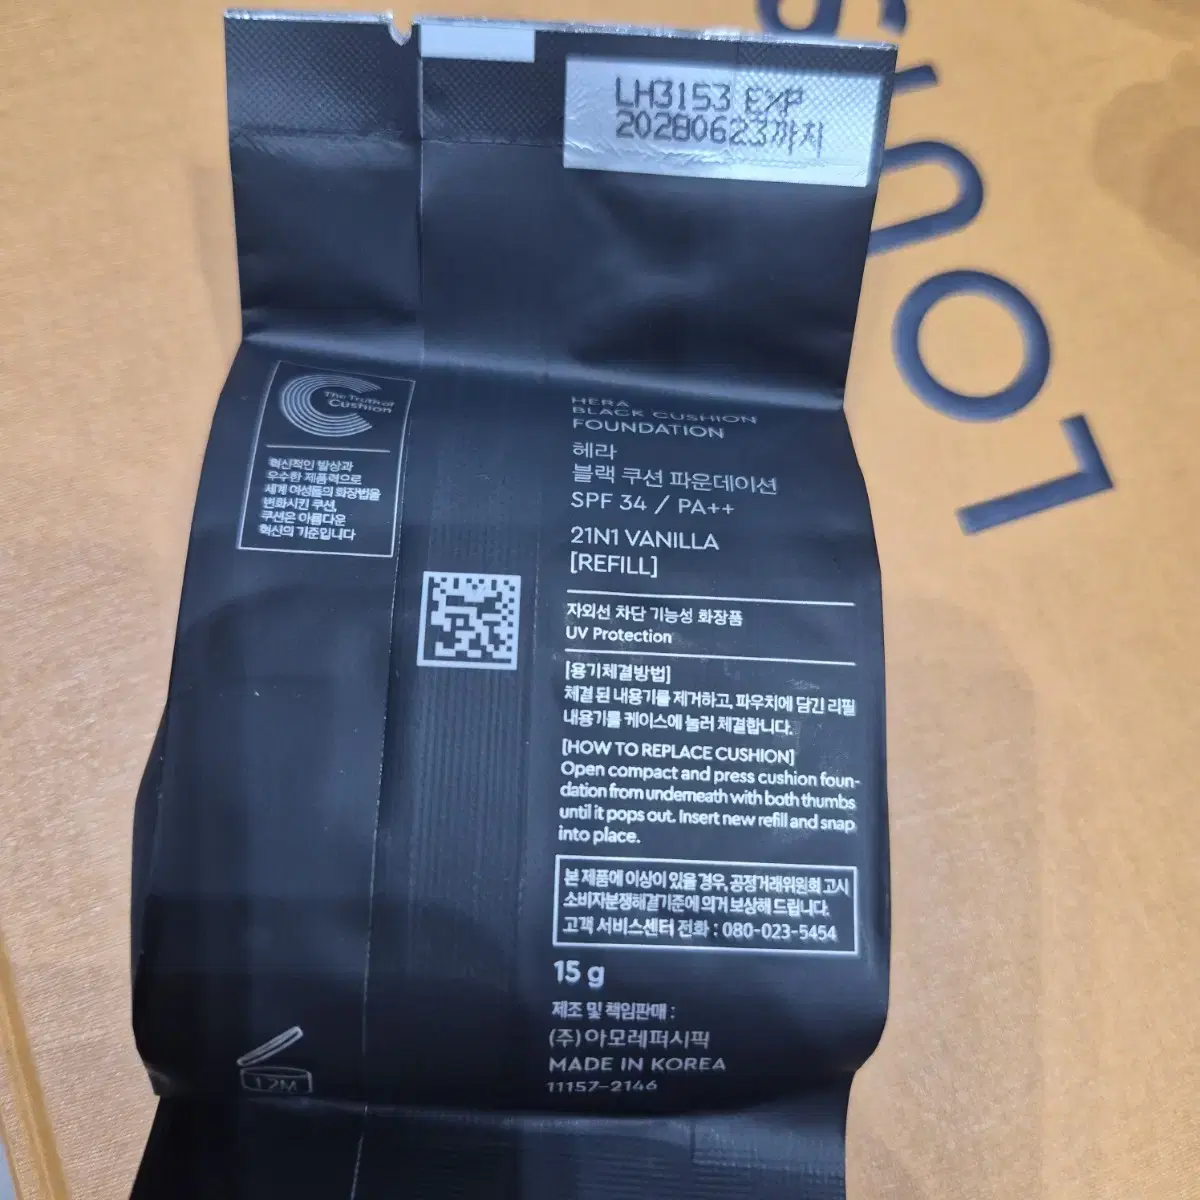 LH3153 EXP
20280623까지
The Truth of
Cushion
혁신적인 발상과
우수한 제품력으로
세계 여성들의 화장법을
변화시킨 쿠션,
쿠션은 아름다운
혁신의 기준입니다
HERA
BLACK CUSHION
FOUNDATION
헤라
블랙 쿠션 파운데이션
SPF 34 / PA++
21N1 VANILLA
[REFILL]
자외선 차단 기능성 화장품
UV Protection
[용기체결방법]
체결 된 내용기를 제거하고, 파우치에 담긴 리필
내용기를 케이스에 눌러 체결합니다.
[HOW TO REPLACE CUSHION]
Open compact and press cushion foun-
dation from underneath with both thumbs
until it pops out. Insert new refill and snap
into place.
본 제품에 이상이 있을 경우, 공정거래위원회 고시
소비자분쟁해결기준에 의거 보상해 드립니다.
고객 서비스센터 전화 : 080-023-5454
15 g
제조 및 책임판매 :
(주)아모레퍼시픽
MADE IN KOREA
11157-2146
12M